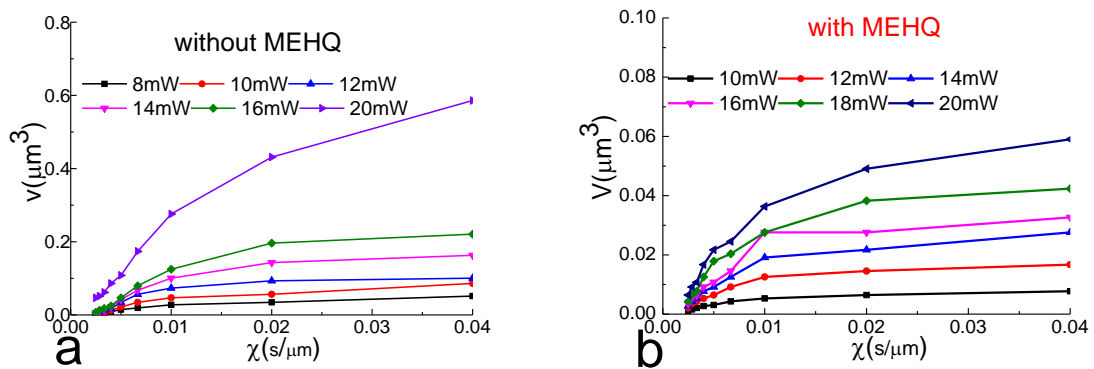 without MEHQ
8mW 10mW 12mW
14mW 16mW 20mW
v(μm³)
0.8
0.6
0.4
0.2
0.0
0.00 0.01 0.02 0.03 0.04
χ(s/μm)
a
with MEHQ
10mW 12mW 14mW
16mW 18mW 20mW
V(μm³)
0.10
0.08
0.06
0.04
0.02
0.00
0.00 0.01 0.02 0.03 0.04
χ(s/μm)
b